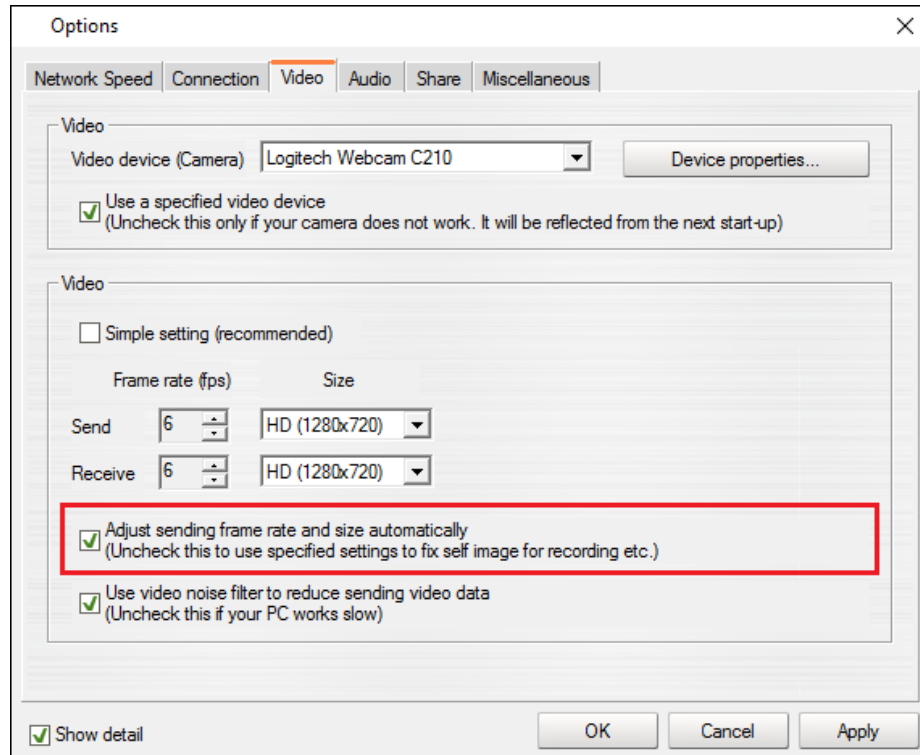 Options
Network Speed Connection Video Audio Share Miscellaneous
Video
Video device (Camera) Logitech Webcam C210 Device properties...
Use a specified video device
(Uncheck this only if your camera does not work. It will be reflected from the next start-up)
Video
Simple setting (recommended)
Frame rate (fps) Size
Send 6 HD (1280x720)
Receive 6 HD (1280x720)
Adjust sending frame rate and size automatically
(Uncheck this to use specified settings to fix self image for recording etc.)
Use video noise filter to reduce sending video data
(Uncheck this if your PC works slow)
Show detail OK Cancel Apply